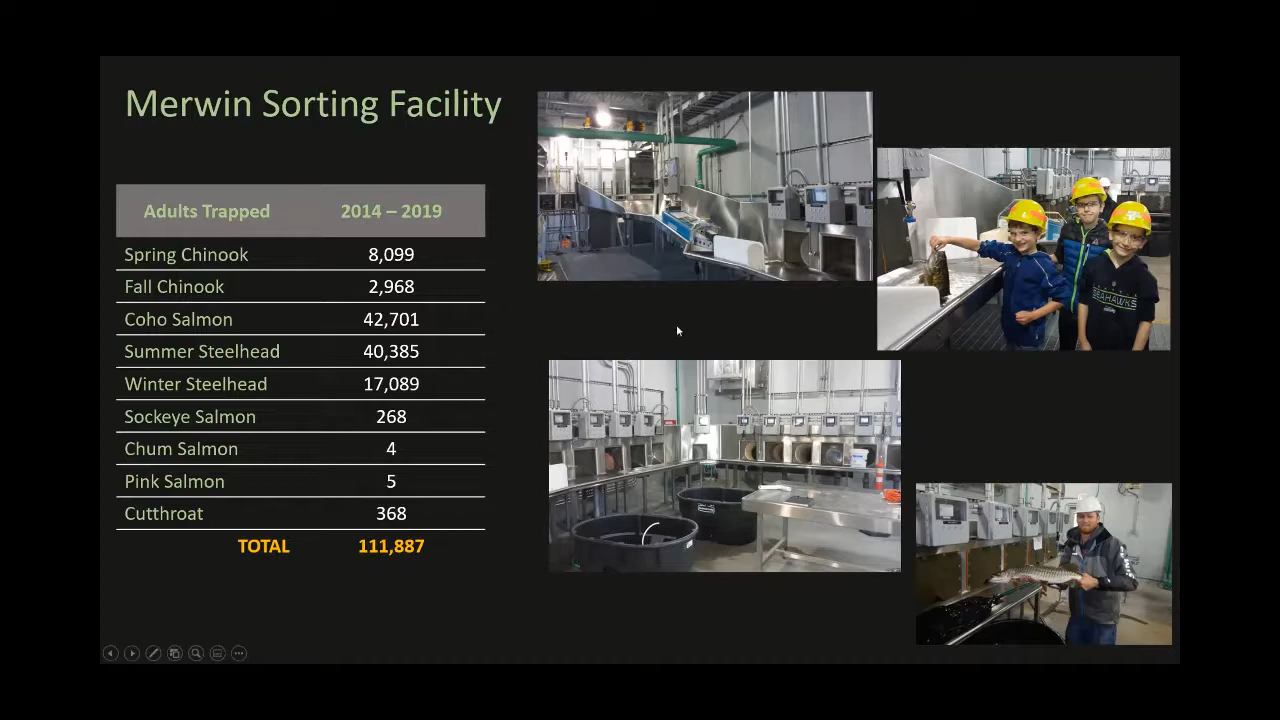 Merwin Sorting Facility
Adults Trapped 2014 – 2019
Spring Chinook 8,099
Fall Chinook 2,968
Coho Salmon 42,701
Summer Steelhead 40,385
Winter Steelhead 17,089
Sockeye Salmon 268
Chum Salmon 4
Pink Salmon 5
Cutthroat 368
TOTAL 111,887
SEAHAWKS